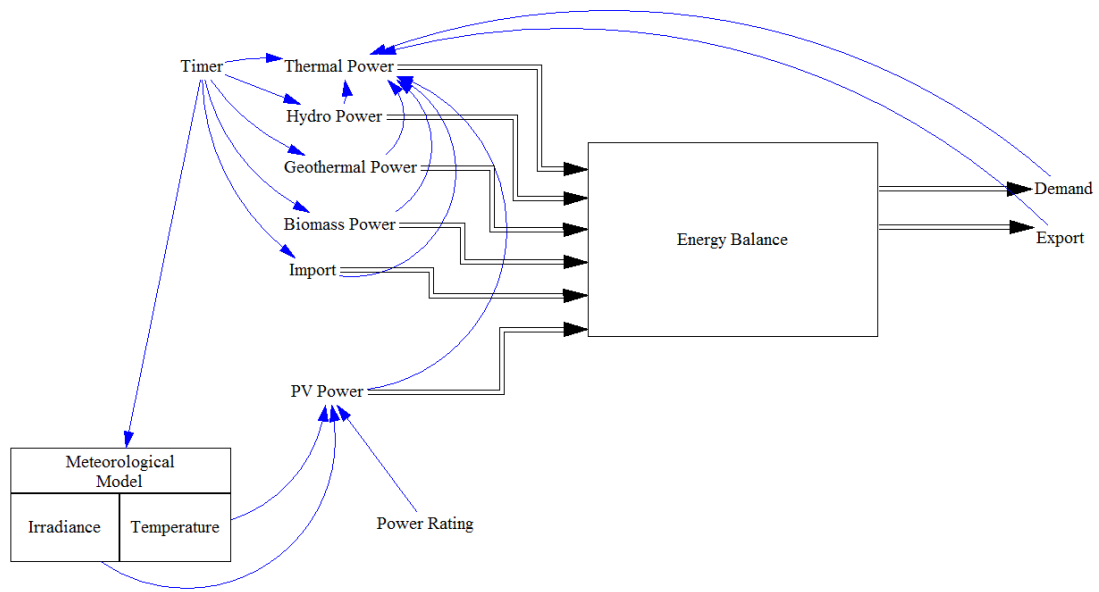 Timer
Thermal Power
Hydro Power
Geothermal Power
Biomass Power
Import
Energy Balance
Demand
Export
PV Power
Meteorological
Model
Irradiance
Temperature
Power Rating